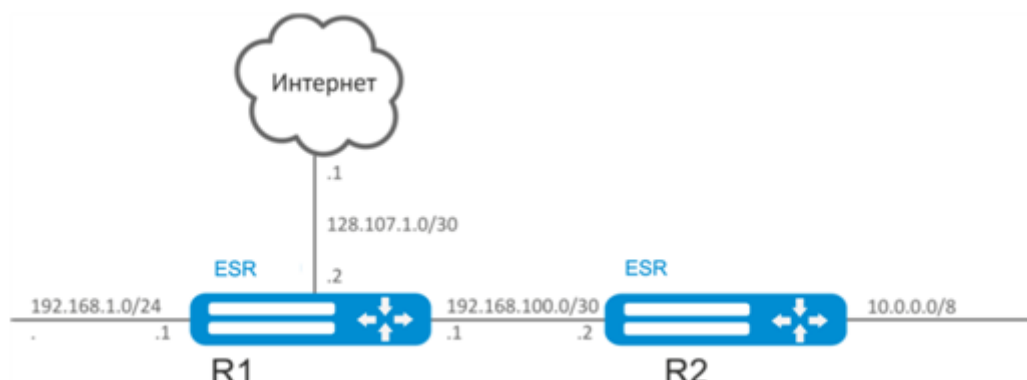 Интернет
.1
128.107.1.0/30
ESR
.2
ESR
192.168.1.0/24
192.168.100.0/30
10.0.0.0/8
.
.1
.1
.2
R1
R2